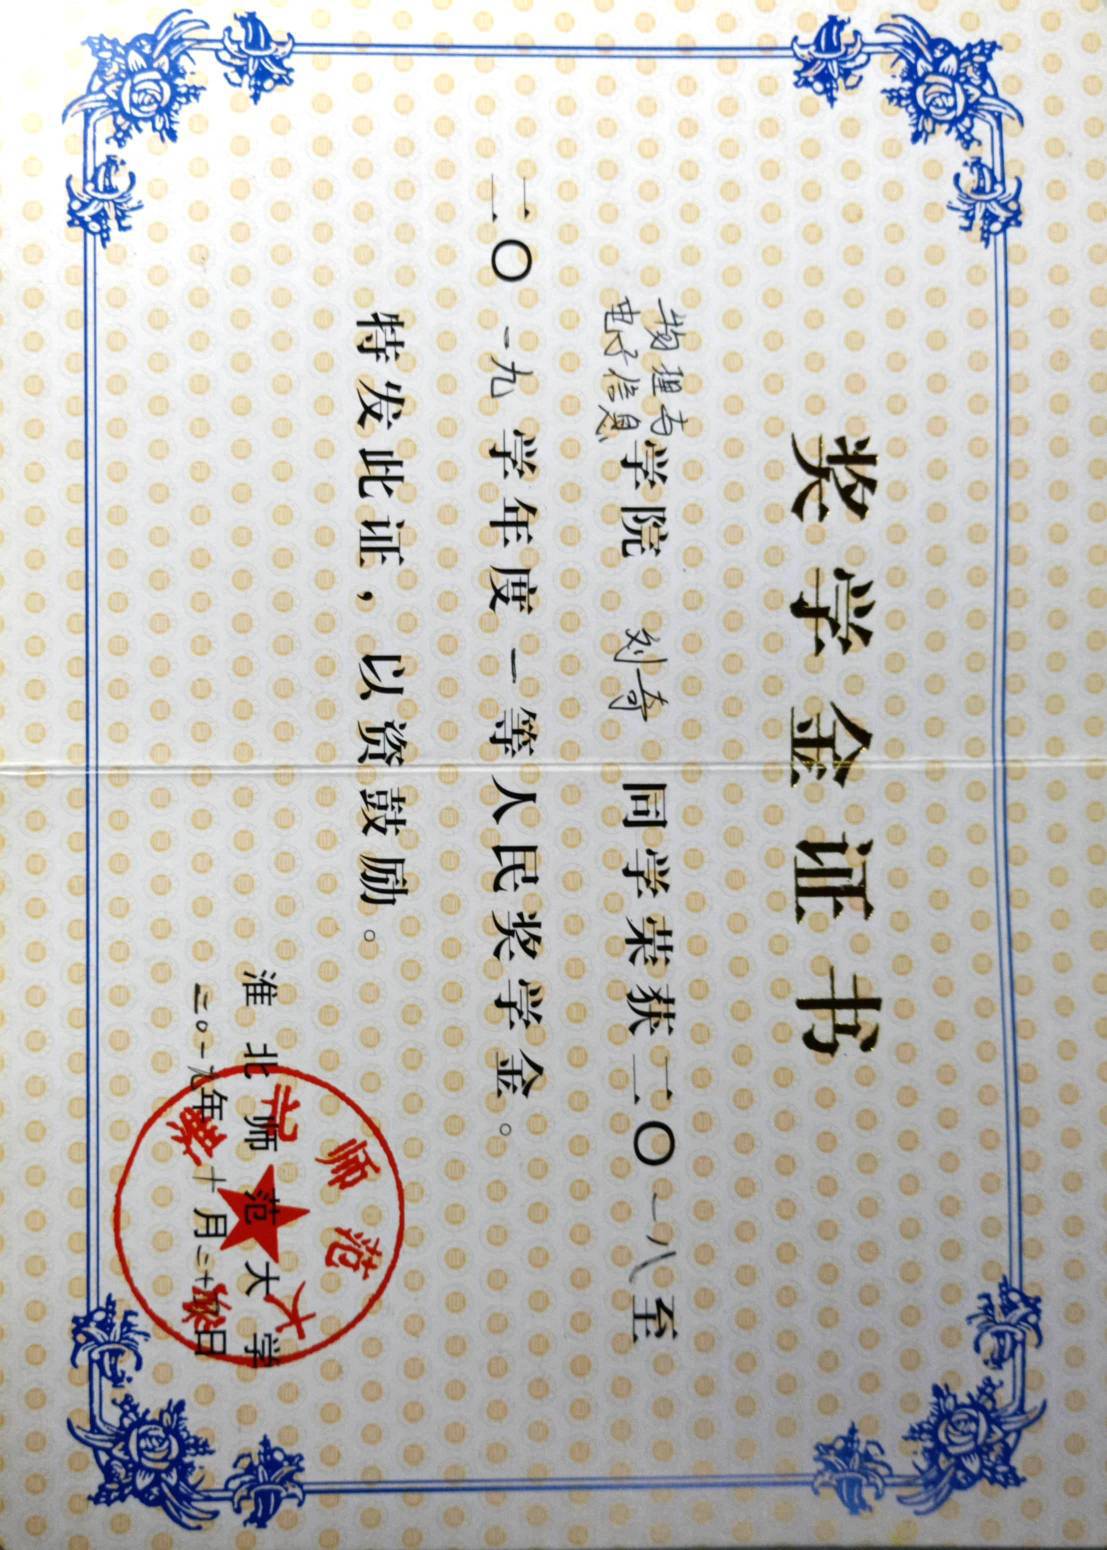 奖学金证书
物理与
电子信息学院 刘奇 同学荣获二〇一八至
二〇一九学年度一等人民奖学金。
特发此证，以资鼓励。
淮北师范大学
二〇一九年十月二十四日
淮北师范大学